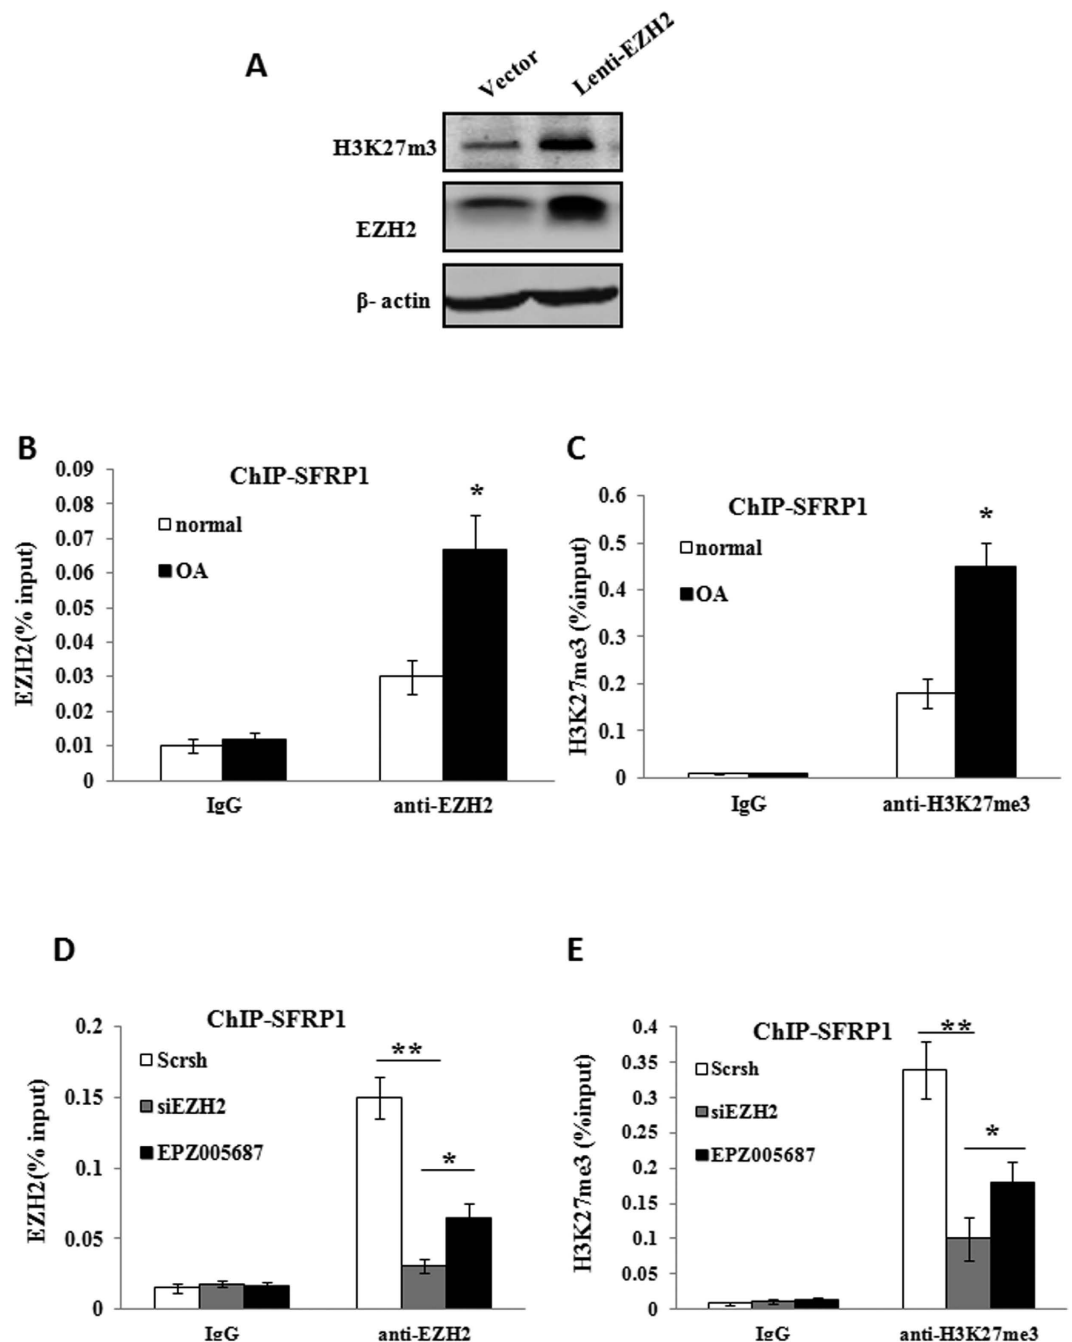 A
Vector
Lenti-EZH2
H3K27m3
EZH2
β- actin
B
ChIP-SFRP1
normal
OA
EZH2(% input)
0.09
0.08
0.07
0.06
0.05
0.04
0.03
0.02
0.01
0
*
IgG
anti-EZH2
C
ChIP-SFRP1
normal
OA
H3K27me3 (%input)
0.6
0.5
0.4
0.3
0.2
0.1
0
*
IgG
anti-H3K27me3
D
ChIP-SFRP1
Scrsh
siEZH2
EPZ005687
EZH2(% input)
0.2
0.15
0.1
0.05
0
**
*
IgG
anti-EZH2
E
ChIP-SFRP1
Scrsh
siEZH2
EPZ005687
H3K27me3 (%input)
0.4
0.35
0.3
0.25
0.2
0.15
0.1
0.05
0
**
*
IgG
anti-H3K27me3